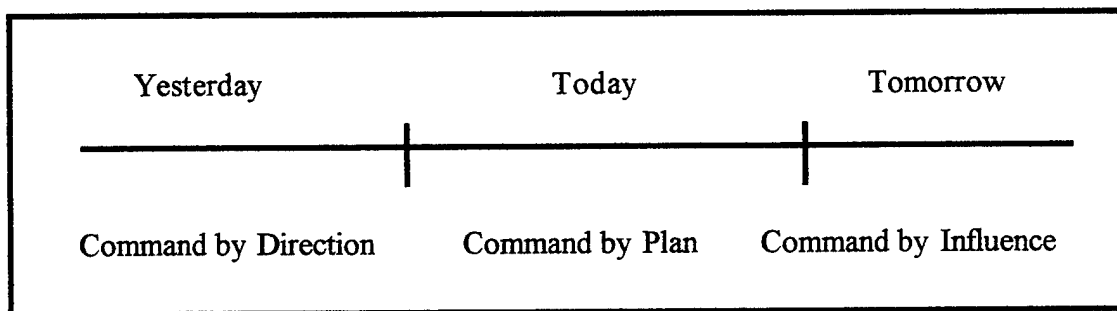 Yesterday Today Tomorrow
Command by Direction Command by Plan Command by Influence